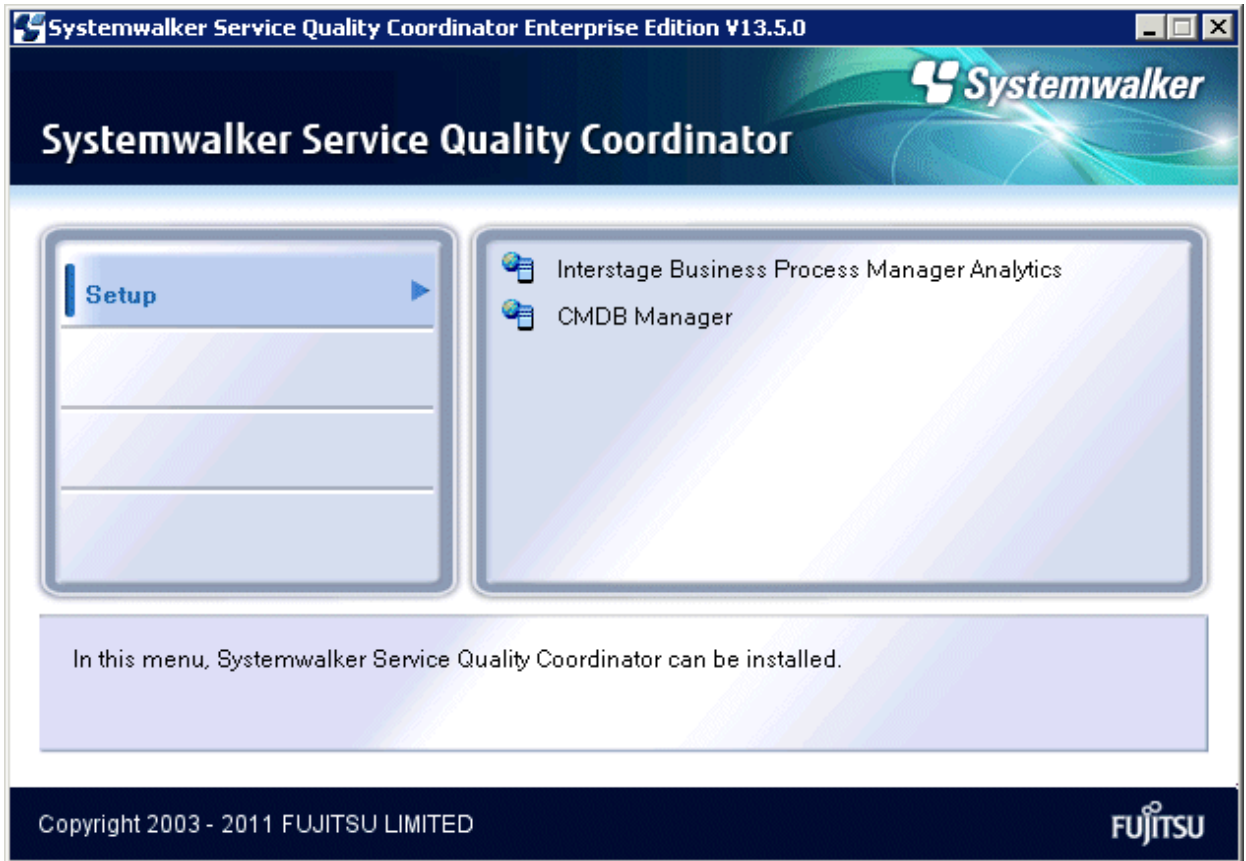 Systemwalker Service Quality Coordinator Enterprise Edition V13.5.0
Systemwalker
Systemwalker Service Quality Coordinator
Setup
Interstage Business Process Manager Analytics
CMDB Manager
In this menu, Systemwalker Service Quality Coordinator can be installed.
Copyright 2003 - 2011 FUJITSU LIMITED
FUJITSU